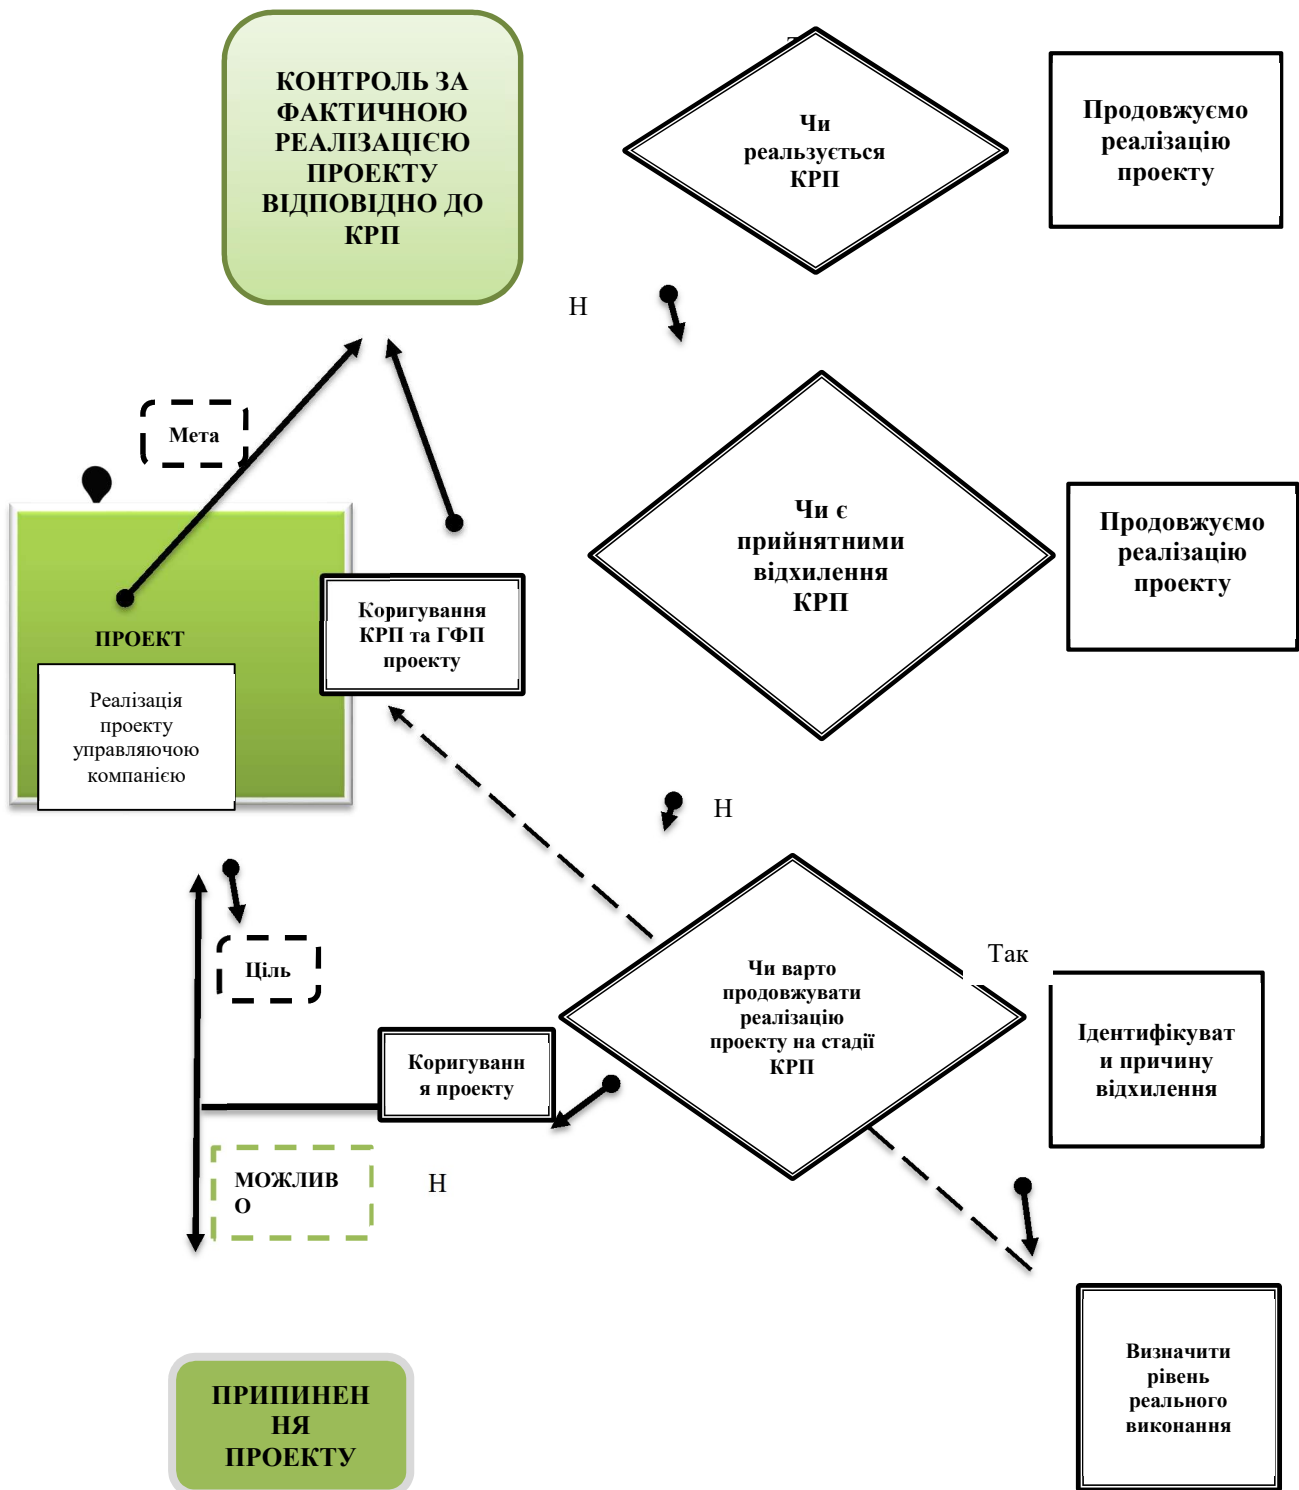 КОНТРОЛЬ ЗА
ФАКТИЧНОЮ
РЕАЛІЗАЦІЄЮ
ПРОЕКТУ
ВІДПОВІДНО ДО
КРП
Чи
реальзується
КРП
Продовжуємо
реалізацію
проекту
Н
Мета
Чи є
прийнятними
відхилення
КРП
Продовжуємо
реалізацію
проекту
Коригування
КРП та ГФП
проекту
ПРОЕКТ
Реалізація
проекту
управляючою
компанією
Н
Ціль
Чи варто
продовжувати
реалізацію
проекту на стадії
КРП
Так
Ідентифікуват
и причину
відхилення
Коригуванн
я проекту
МОЖЛИВ
О
Н
Визначити
рівень
реального
виконання
ПРИПИНЕН
НЯ
ПРОЕКТУ